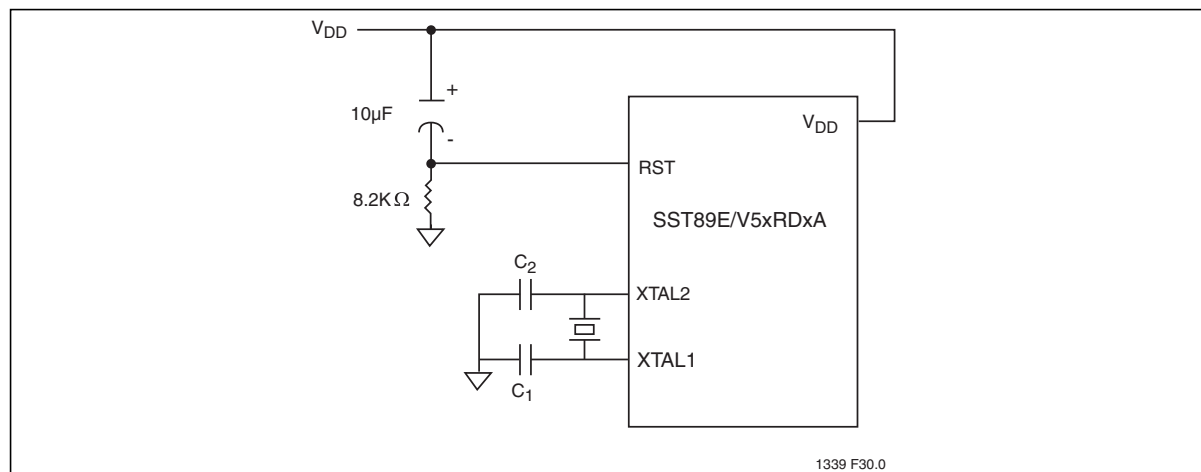 VDD
+
10µF
VDD
-
RST
8.2KΩ
SST89E/V5xRDxA
C2
XTAL2
XTAL1
C1
1339 F30.0